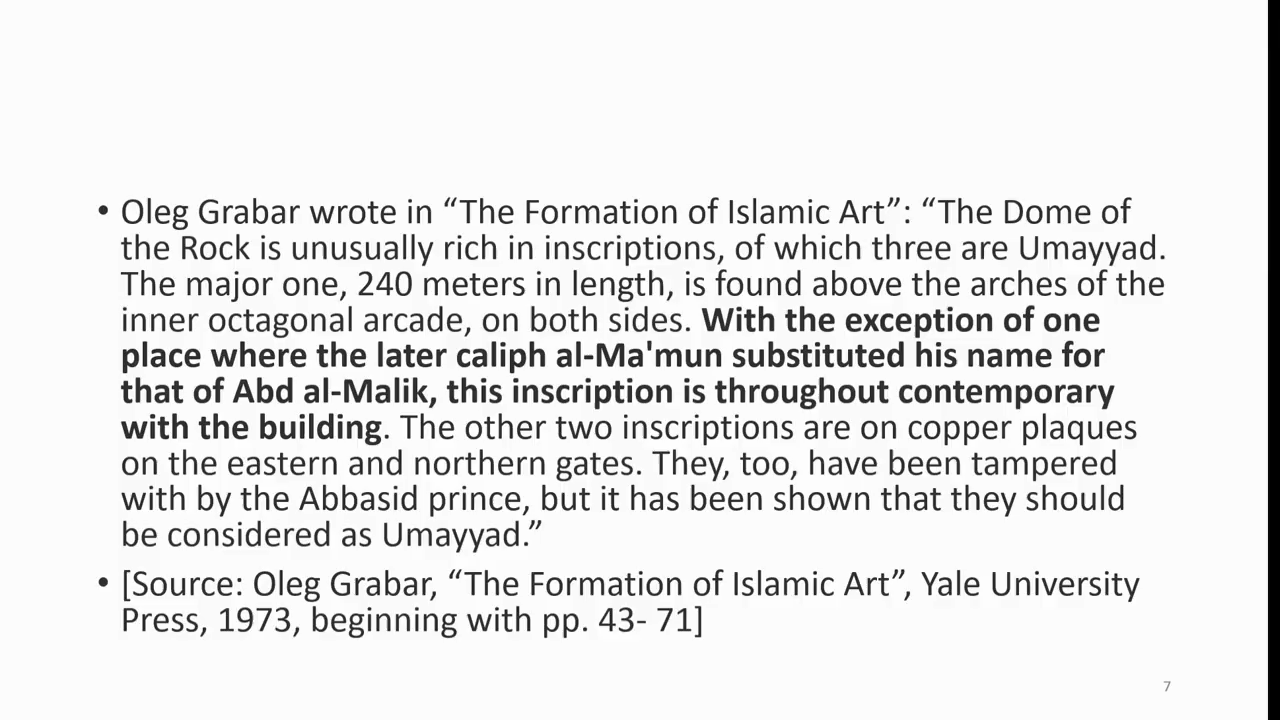 • Oleg Grabar wrote in “The Formation of Islamic Art”: “The Dome of
the Rock is unusually rich in inscriptions, of which three are Umayyad.
The major one, 240 meters in length, is found above the arches of the
inner octagonal arcade, on both sides. With the exception of one
place where the later caliph al-Ma'mun substituted his name for
that of Abd al-Malik, this inscription is throughout contemporary
with the building. The other two inscriptions are on copper plaques
on the eastern and northern gates. They, too, have been tampered
with by the Abbasid prince, but it has been shown that they should
be considered as Umayyad.”
• [Source: Oleg Grabar, “The Formation of Islamic Art”, Yale University
Press, 1973, beginning with pp. 43- 71]
7